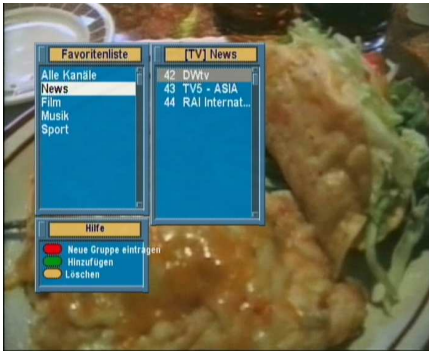 Favoritenliste
Alle Kanäle
News
Film
Musik
Sport
[TV] News
42 DWtv
43 TV5 - ASIA
44 RAI Internat...
Hilfe
Neue Gruppe eintragen
Hinzufügen
Löschen